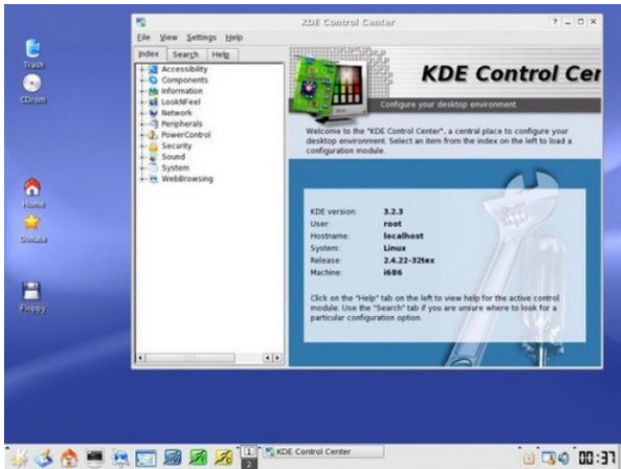 KDE Control Center
File View Settings Help
Index Search Help
Trash
CDrom
Home
Donate
Floppy
Accessibility
Components
Information
LookNFeel
Network
Peripherals
PowerControl
Security
Sound
System
WebBrowsing
KDE Control Cen
Configure your desktop environment.
Welcome to the "KDE Control Center", a central place to configure your
desktop environment. Select an item from the index on the left to load a
configuration module.
KDE version: 3.2.3
User: root
Hostname: localhost
System: Linux
Release: 2.4.22-32tex
Machine: i686
Click on the "Help" tab on the left to view help for the active control
module. Use the "Search" tab if you are unsure where to look for a
particular configuration option.
1
2
KDE Control Center
00:37